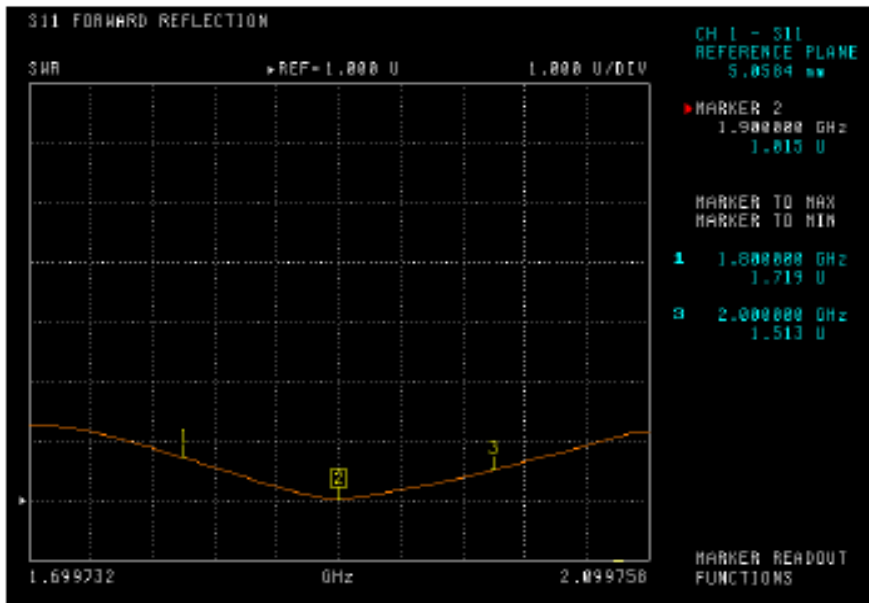 S11 FORWARD REFLECTION
SWR ▸REF=1.000 U 1.000 U/DIV
CH 1 - S11
REFERENCE PLANE
5.0584 mm
▸MARKER 2
1.900000 GHz
1.015 U
MARKER TO MAX
MARKER TO MIN
1 1.800000 GHz
1.719 U
3 2.000000 GHz
1.513 U
1
2
3
1.699732 GHz 2.099758
MARKER READOUT
FUNCTIONS